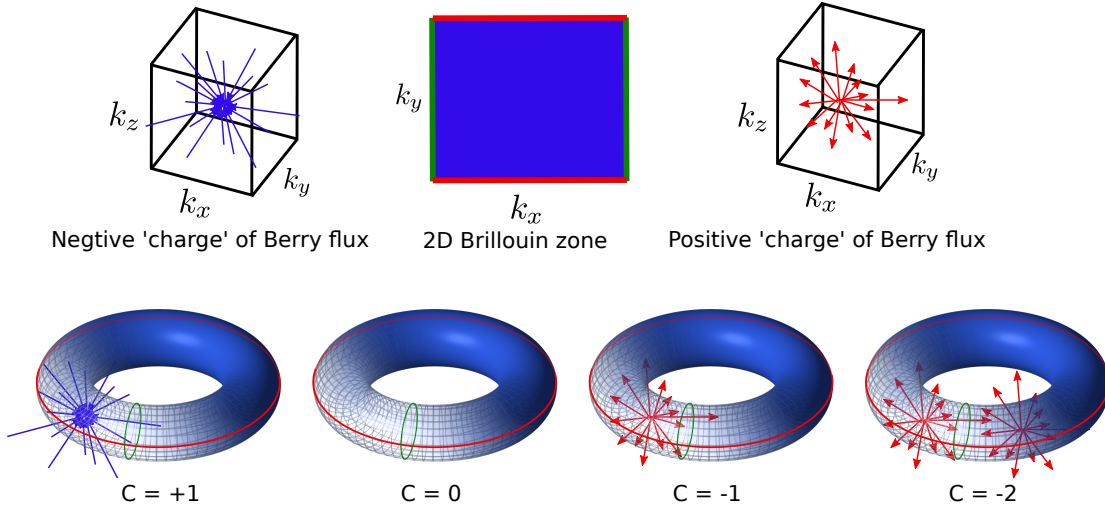 k_z
k_y
k_x
Negtive 'charge' of Berry flux
k_y
k_x
2D Brillouin zone
k_z
k_y
k_x
Positive 'charge' of Berry flux
C = +1
C = 0
C = -1
C = -2